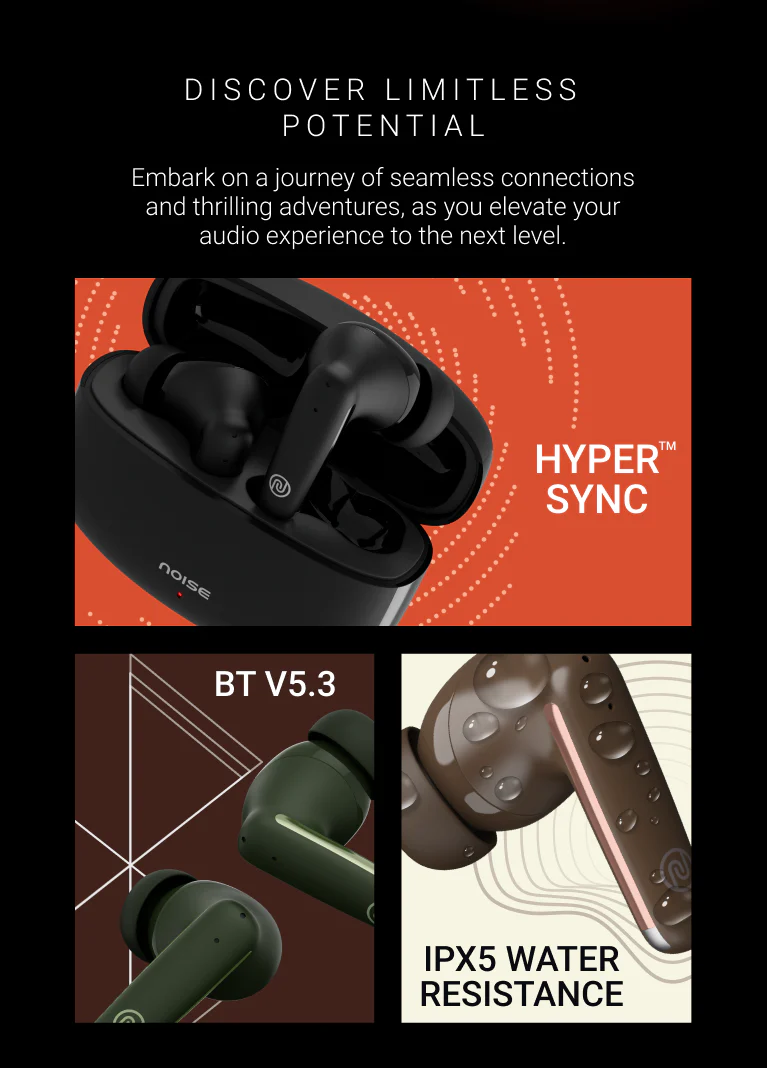 DISCOVER LIMITLESS
POTENTIAL
Embark on a journey of seamless connections
and thrilling adventures, as you elevate your
audio experience to the next level.
HYPER™
SYNC
NOISE
BT V5.3
IPX5 WATER
RESISTANCE